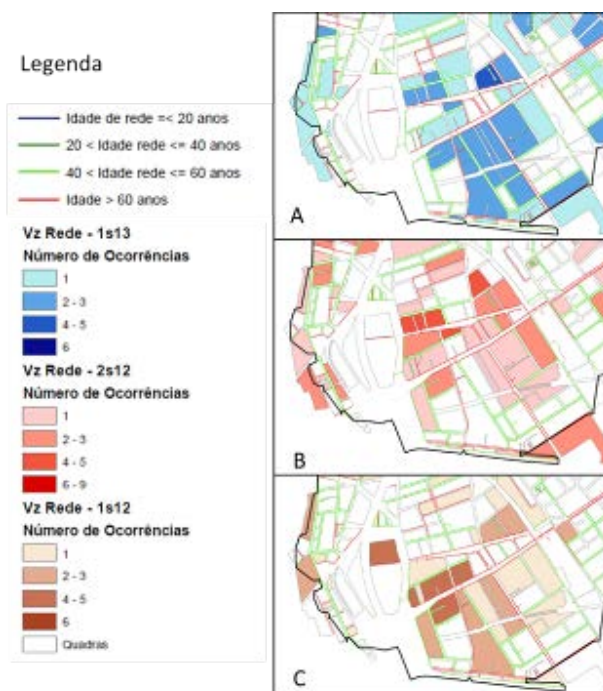 Legenda
Idade de rede =< 20 anos
20 < Idade rede <= 40 anos
40 < Idade rede <= 60 anos
Idade > 60 anos
Vz Rede - 1s13
Número de Ocorrências
1
2 - 3
4 - 5
6
Vz Rede - 2s12
Número de Ocorrências
1
2 - 3
4 - 5
6 - 9
Vz Rede - 1s12
Número de Ocorrências
1
2 - 3
4 - 5
6
Quadras
A
B
C